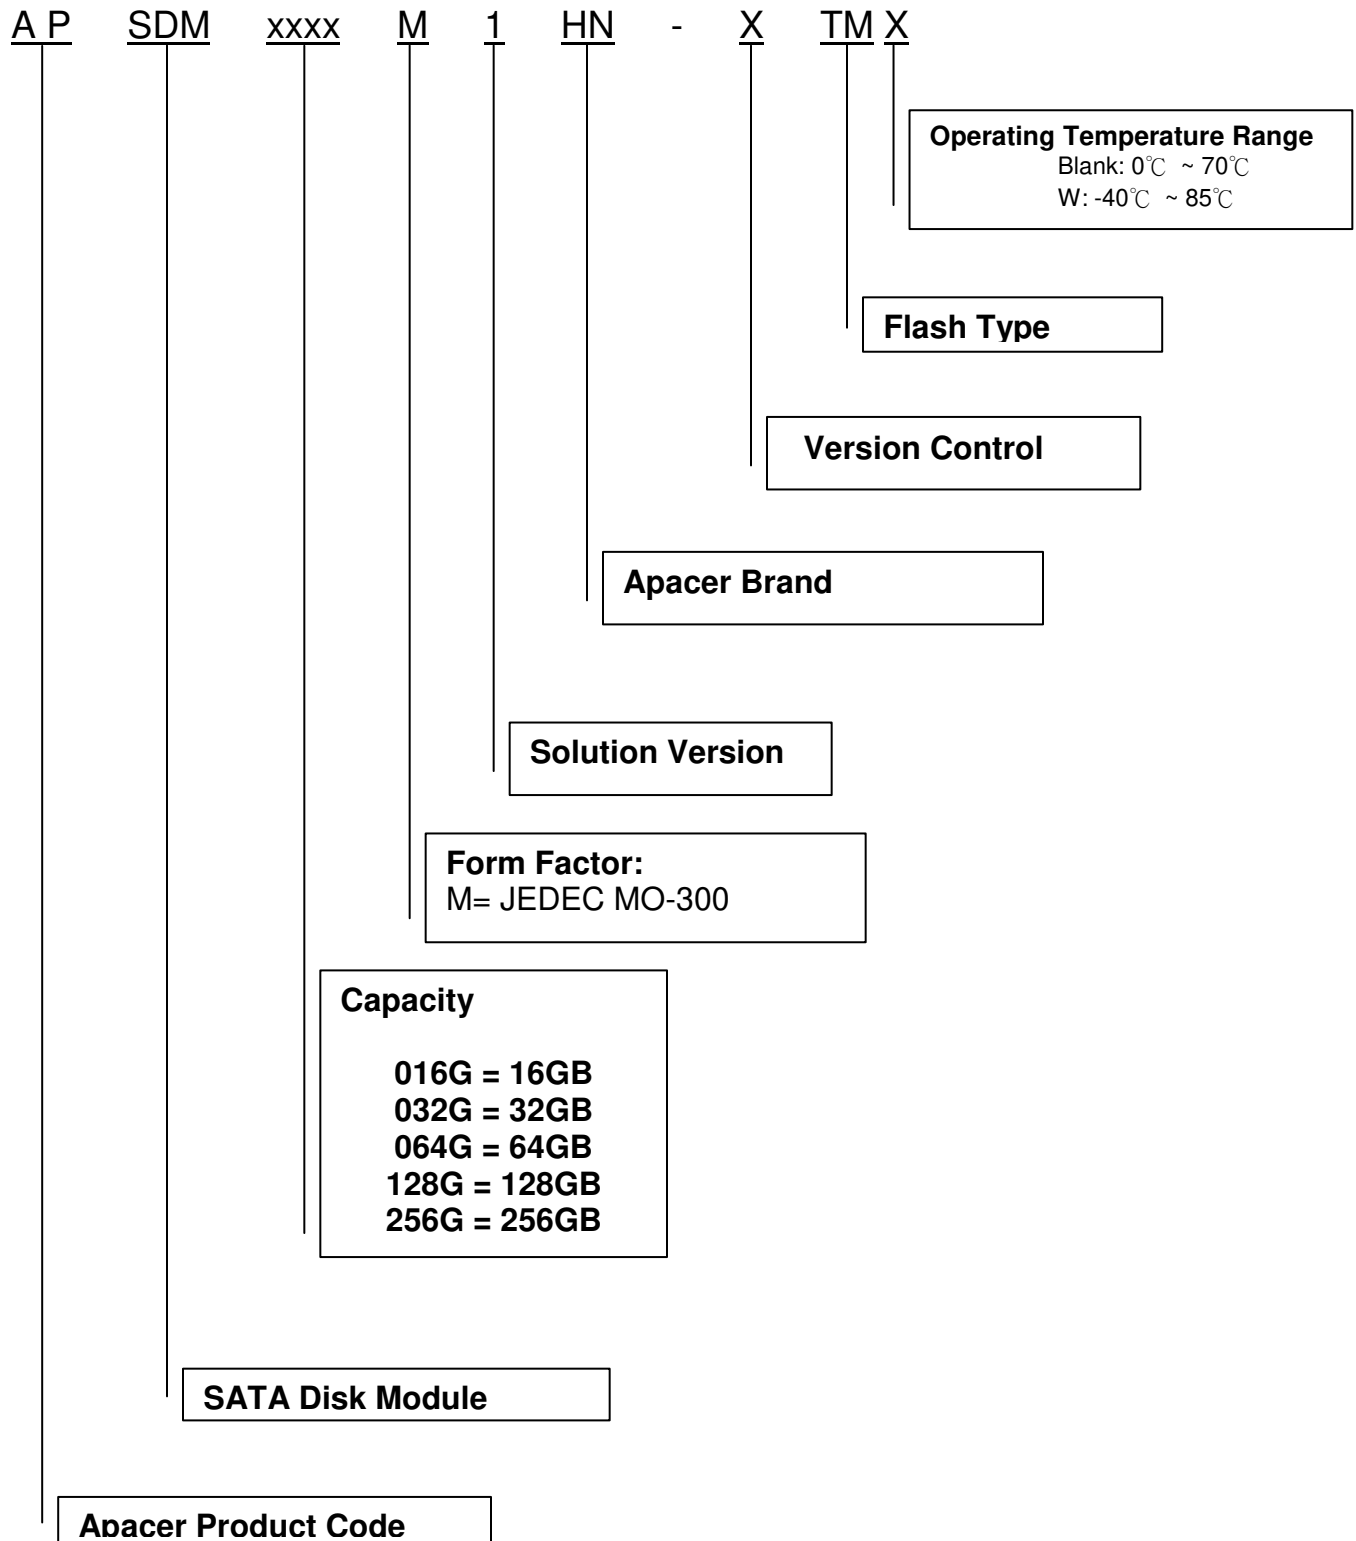 A P SDM xxxx M 1 HN - X TM X
Operating Temperature Range
Blank: 0℃ ~ 70℃
W: -40℃ ~ 85℃
Flash Type
Version Control
Apacer Brand
Solution Version
Form Factor:
M= JEDEC MO-300
Capacity
016G = 16GB
032G = 32GB
064G = 64GB
128G = 128GB
256G = 256GB
SATA Disk Module
Apacer Product Code